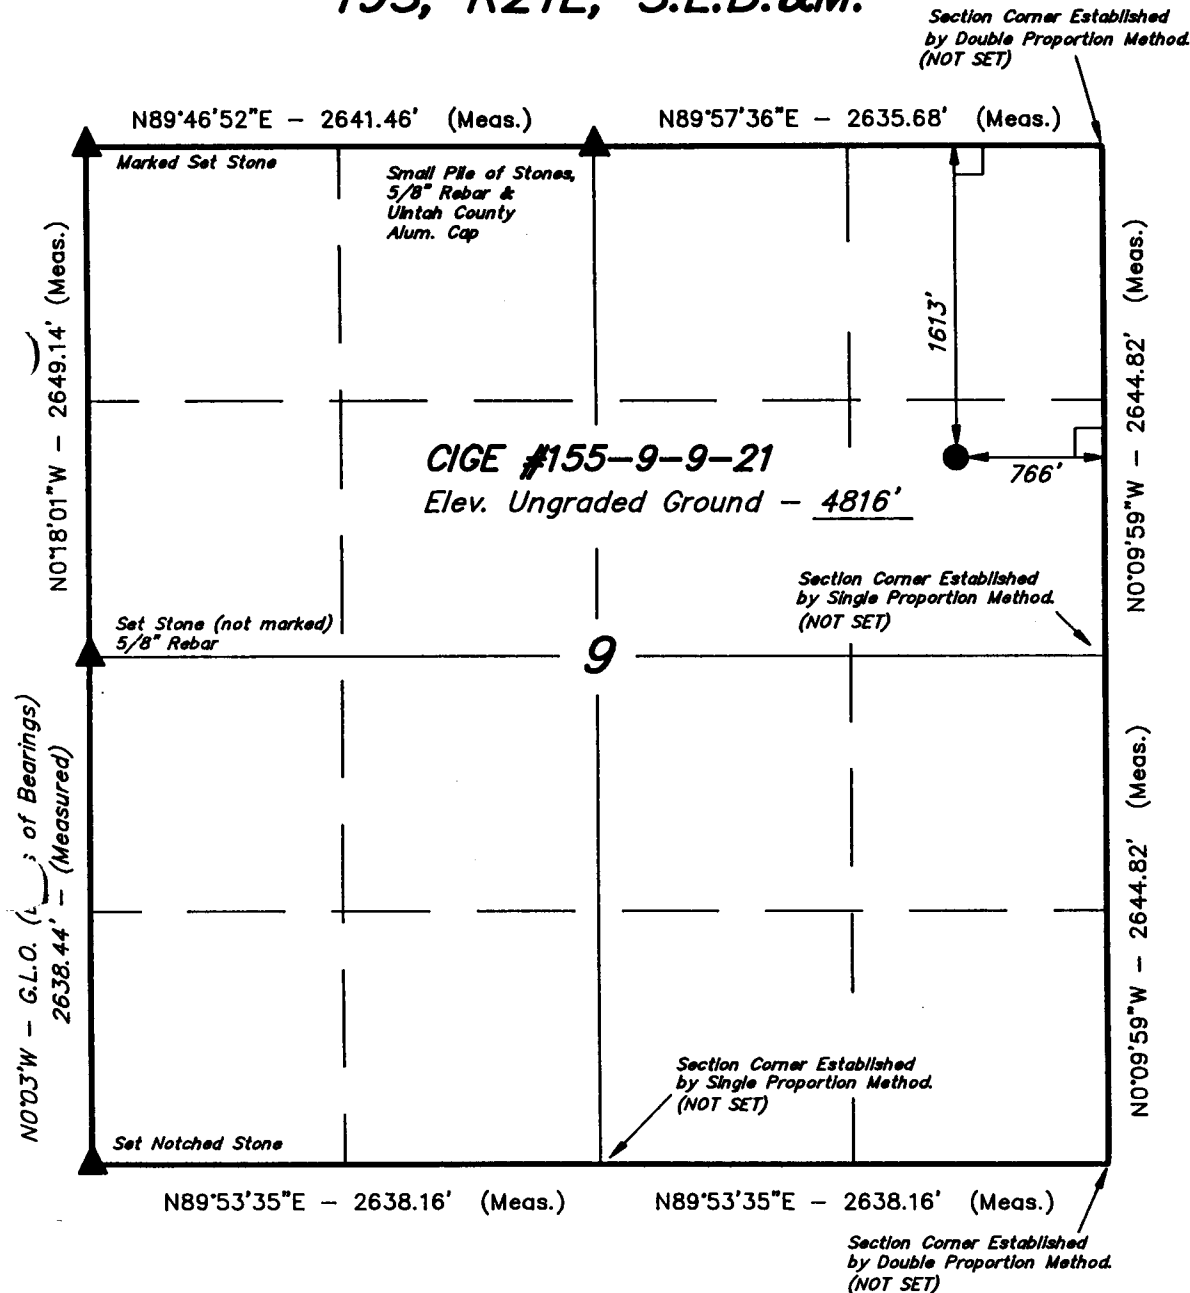 T9S, R21E, S.L.B.&M.
Section Corner Established
by Double Proportion Method.
(NOT SET)
N89°46'52"E - 2641.46' (Meas.)
N89°57'36"E - 2635.68' (Meas.)
Marked Set Stone
Small Pile of Stones,
5/8" Rebar &
Uintah County
Alum. Cap
N0°18'01"W - 2649.14' (Meas.)
1613'
N0°09'59"W - 2644.82' (Meas.)
CIGE #155-9-9-21
766'
Elev. Ungraded Ground - 4816'
Section Corner Established
by Single Proportion Method.
(NOT SET)
Set Stone (not marked)
5/8" Rebar
9
N0°03'W - G.L.O. ( of Bearings)
2638.44' - (Measured)
N0°09'59"W - 2644.82' (Meas.)
Section Corner Established
by Single Proportion Method.
(NOT SET)
Set Notched Stone
N89°53'35"E - 2638.16' (Meas.)
N89°53'35"E - 2638.16' (Meas.)
Section Corner Established
by Double Proportion Method.
(NOT SET)